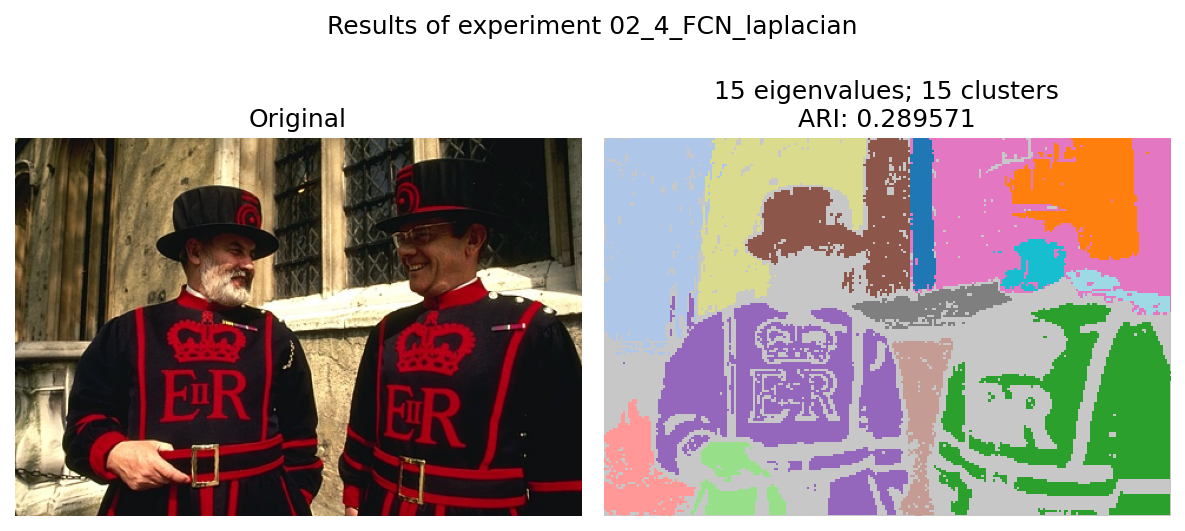 Results of experiment 02_4_FCN_laplacian
Original
15 eigenvalues; 15 clusters
ARI: 0.289571
EIIR
EIIR